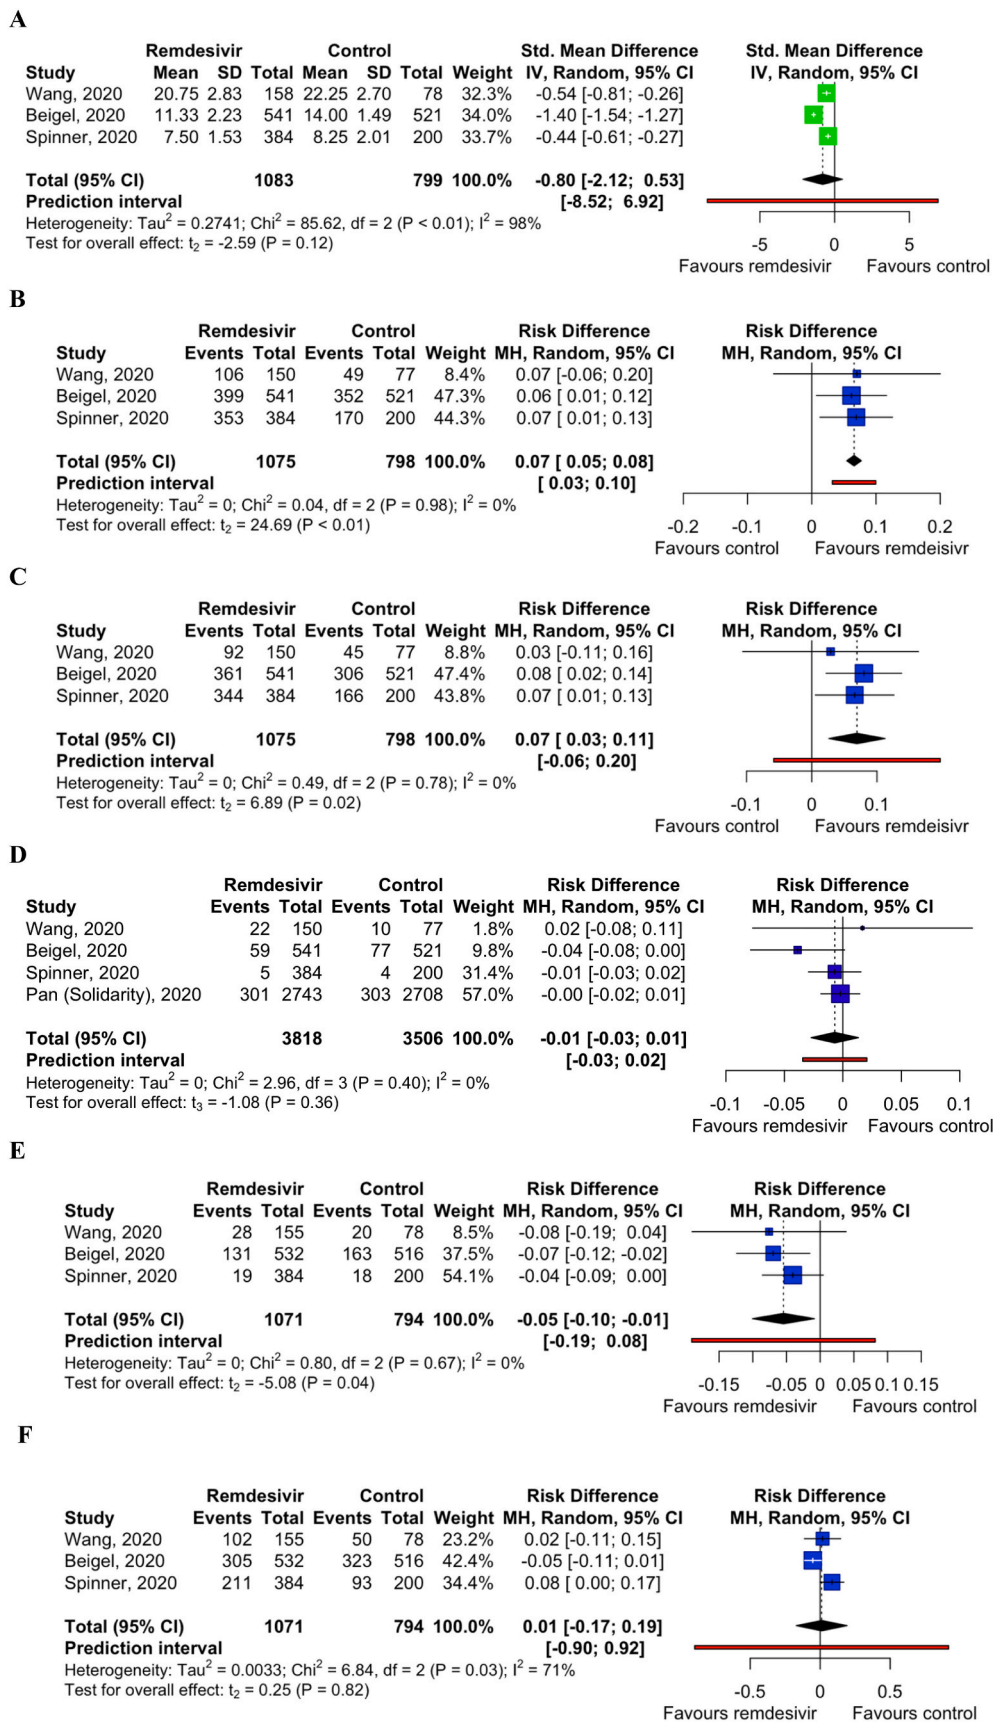 A
Remdesivir Control Std. Mean Difference Std. Mean Difference
Study Mean SD Total Mean SD Total Weight IV, Random, 95% CI IV, Random, 95% CI
Wang, 2020 20.75 2.83 158 22.25 2.70 78 32.3% -0.54 [-0.81; -0.26]
Beigel, 2020 11.33 2.23 541 14.00 1.49 521 34.0% -1.40 [-1.54; -1.27]
Spinner, 2020 7.50 1.53 384 8.25 2.01 200 33.7% -0.44 [-0.61; -0.27]
Total (95% CI) 1083 799 100.0% -0.80 [-2.12; 0.53]
Prediction interval [-8.52; 6.92]
Heterogeneity: Tau² = 0.2741; Chi² = 85.62, df = 2 (P < 0.01); I² = 98%
Test for overall effect: t₂ = -2.59 (P = 0.12)
-5 0 5
Favours remdesivir Favours control
B
Remdesivir Control Risk Difference Risk Difference
Study Events Total Events Total Weight MH, Random, 95% CI MH, Random, 95% CI
Wang, 2020 106 150 49 77 8.4% 0.07 [-0.06; 0.20]
Beigel, 2020 399 541 352 521 47.3% 0.06 [ 0.01; 0.12]
Spinner, 2020 353 384 170 200 44.3% 0.07 [ 0.01; 0.13]
Total (95% CI) 1075 798 100.0% 0.07 [ 0.05; 0.08]
Prediction interval [ 0.03; 0.10]
Heterogeneity: Tau² = 0; Chi² = 0.04, df = 2 (P = 0.98); I² = 0%
Test for overall effect: t₂ = 24.69 (P < 0.01)
-0.2 -0.1 0 0.1 0.2
Favours control Favours remdeisivr
C
Remdesivir Control Risk Difference Risk Difference
Study Events Total Events Total Weight MH, Random, 95% CI MH, Random, 95% CI
Wang, 2020 92 150 45 77 8.8% 0.03 [-0.11; 0.16]
Beigel, 2020 361 541 306 521 47.4% 0.08 [ 0.02; 0.14]
Spinner, 2020 344 384 166 200 43.8% 0.07 [ 0.01; 0.13]
Total (95% CI) 1075 798 100.0% 0.07 [ 0.03; 0.11]
Prediction interval [-0.06; 0.20]
Heterogeneity: Tau² = 0; Chi² = 0.49, df = 2 (P = 0.78); I² = 0%
Test for overall effect: t₂ = 6.89 (P = 0.02)
-0.1 0 0.1
Favours control Favours remdeisivr
D
Remdesivir Control Risk Difference Risk Difference
Study Events Total Events Total Weight MH, Random, 95% CI MH, Random, 95% CI
Wang, 2020 22 150 10 77 1.8% 0.02 [-0.08; 0.11]
Beigel, 2020 59 541 77 521 9.8% -0.04 [-0.08; 0.00]
Spinner, 2020 5 384 4 200 31.4% -0.01 [-0.03; 0.02]
Pan (Solidarity), 2020 301 2743 303 2708 57.0% -0.00 [-0.02; 0.01]
Total (95% CI) 3818 3506 100.0% -0.01 [-0.03; 0.01]
Prediction interval [-0.03; 0.02]
Heterogeneity: Tau² = 0; Chi² = 2.96, df = 3 (P = 0.40); I² = 0%
Test for overall effect: t₃ = -1.08 (P = 0.36)
-0.1 -0.05 0 0.05 0.1
Favours remdesivir Favours control
E
Remdesivir Control Risk Difference Risk Difference
Study Events Total Events Total Weight MH, Random, 95% CI MH, Random, 95% CI
Wang, 2020 28 155 20 78 8.5% -0.08 [-0.19; 0.04]
Beigel, 2020 131 532 163 516 37.5% -0.07 [-0.12; -0.02]
Spinner, 2020 19 384 18 200 54.1% -0.04 [-0.09; 0.00]
Total (95% CI) 1071 794 100.0% -0.05 [-0.10; -0.01]
Prediction interval [-0.19; 0.08]
Heterogeneity: Tau² = 0; Chi² = 0.80, df = 2 (P = 0.67); I² = 0%
Test for overall effect: t₂ = -5.08 (P = 0.04)
-0.15 -0.05 0 0.05 0.1 0.15
Favours remdesivir Favours control
F
Remdesivir Control Risk Difference Risk Difference
Study Events Total Events Total Weight MH, Random, 95% CI MH, Random, 95% CI
Wang, 2020 102 155 50 78 23.2% 0.02 [-0.11; 0.15]
Beigel, 2020 305 532 323 516 42.4% -0.05 [-0.11; 0.01]
Spinner, 2020 211 384 93 200 34.4% 0.08 [ 0.00; 0.17]
Total (95% CI) 1071 794 100.0% 0.01 [-0.17; 0.19]
Prediction interval [-0.90; 0.92]
Heterogeneity: Tau² = 0.0033; Chi² = 6.84, df = 2 (P = 0.03); I² = 71%
Test for overall effect: t₂ = 0.25 (P = 0.82)
-0.5 0 0.5
Favours remdesivir Favours control